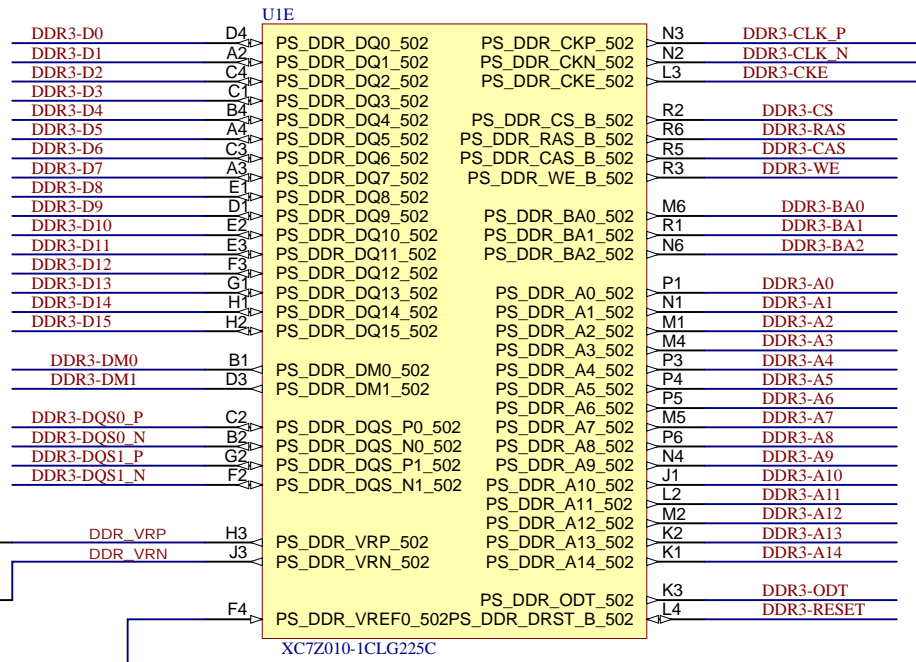 U1E
DDR3-D0 D4 PS_DDR_DQ0_502 PS_DDR_CKP_502 N3 DDR3-CLK_P
DDR3-D1 A2 PS_DDR_DQ1_502 PS_DDR_CKN_502 N2 DDR3-CLK_N
DDR3-D2 C4 PS_DDR_DQ2_502 PS_DDR_CKE_502 L3 DDR3-CKE
DDR3-D3 C1 PS_DDR_DQ3_502
DDR3-D4 B4 PS_DDR_DQ4_502 PS_DDR_CS_B_502 R2 DDR3-CS
DDR3-D5 A4 PS_DDR_DQ5_502 PS_DDR_RAS_B_502 R6 DDR3-RAS
DDR3-D6 C3 PS_DDR_DQ6_502 PS_DDR_CAS_B_502 R5 DDR3-CAS
DDR3-D7 A3 PS_DDR_DQ7_502 PS_DDR_WE_B_502 R3 DDR3-WE
DDR3-D8 E1 PS_DDR_DQ8_502
DDR3-D9 D1 PS_DDR_DQ9_502 PS_DDR_BA0_502 M6 DDR3-BA0
DDR3-D10 E2 PS_DDR_DQ10_502 PS_DDR_BA1_502 R1 DDR3-BA1
DDR3-D11 E3 PS_DDR_DQ11_502 PS_DDR_BA2_502 N6 DDR3-BA2
DDR3-D12 F3 PS_DDR_DQ12_502
DDR3-D13 G1 PS_DDR_DQ13_502 PS_DDR_A0_502 P1 DDR3-A0
DDR3-D14 H1 PS_DDR_DQ14_502 PS_DDR_A1_502 N1 DDR3-A1
DDR3-D15 H2 PS_DDR_DQ15_502 PS_DDR_A2_502 M1 DDR3-A2
PS_DDR_A3_502 M4 DDR3-A3
DDR3-DM0 B1 PS_DDR_DM0_502 PS_DDR_A4_502 P3 DDR3-A4
DDR3-DM1 D3 PS_DDR_DM1_502 PS_DDR_A5_502 P4 DDR3-A5
PS_DDR_A6_502 P5 DDR3-A6
DDR3-DQS0_P C2 PS_DDR_DQS_P0_502 PS_DDR_A7_502 M5 DDR3-A7
DDR3-DQS0_N B2 PS_DDR_DQS_N0_502 PS_DDR_A8_502 P6 DDR3-A8
DDR3-DQS1_P G2 PS_DDR_DQS_P1_502 PS_DDR_A9_502 N4 DDR3-A9
DDR3-DQS1_N F2 PS_DDR_DQS_N1_502 PS_DDR_A10_502 J1 DDR3-A10
PS_DDR_A11_502 L2 DDR3-A11
PS_DDR_A12_502 M2 DDR3-A12
DDR_VRP H3 PS_DDR_VRP_502 PS_DDR_A13_502 K2 DDR3-A13
DDR_VRN J3 PS_DDR_VRN_502 PS_DDR_A14_502 K1 DDR3-A14
PS_DDR_ODT_502 K3 DDR3-ODT
F4 PS_DDR_VREF0_502 PS_DDR_DRST_B_502 L4 DDR3-RESET
XC7Z010-1CLG225C